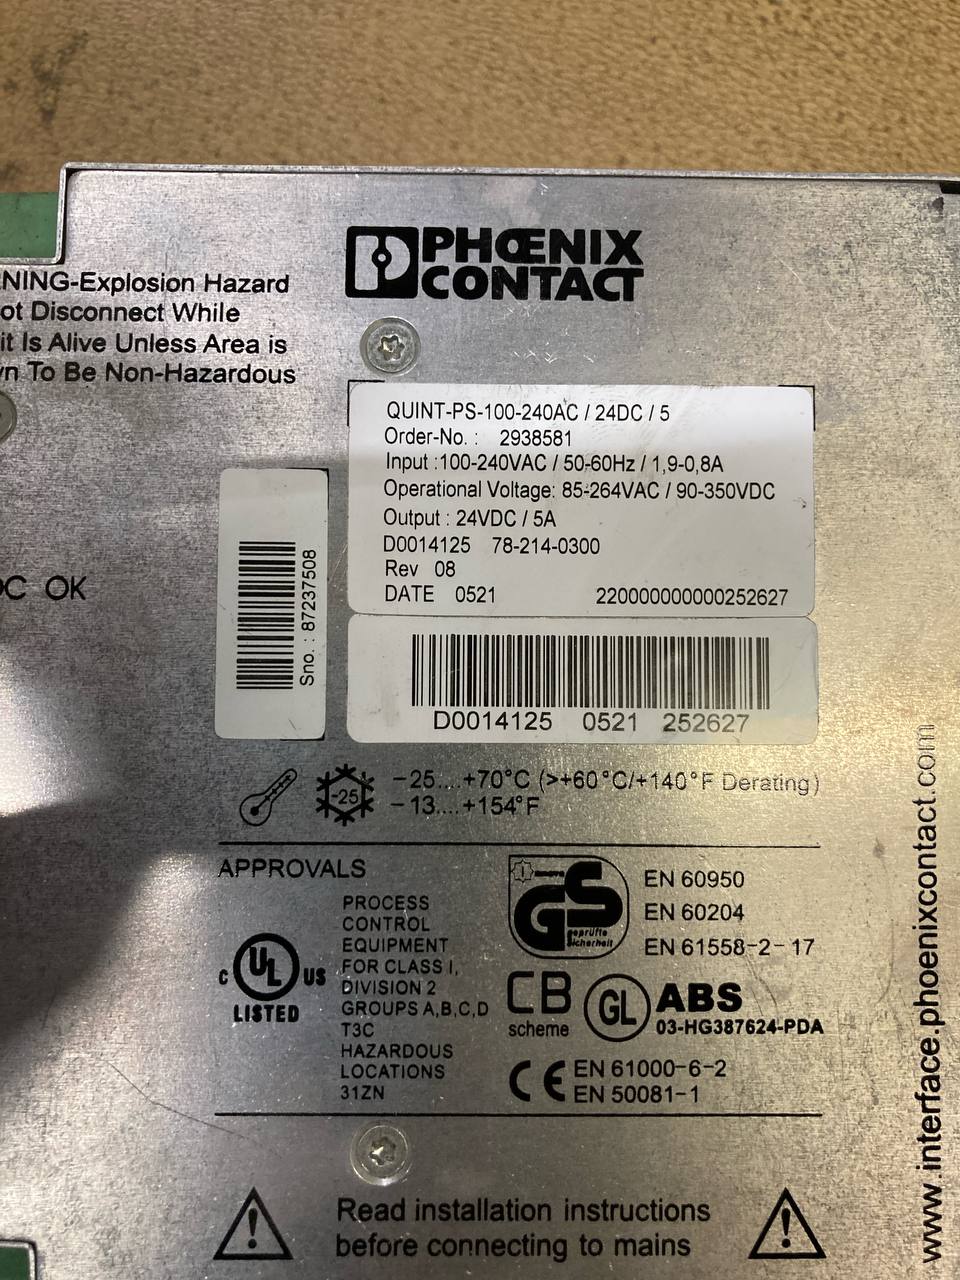 PHŒNIX
CONTACT
NING-Explosion Hazard
ot Disconnect While
it Is Alive Unless Area is
n To Be Non-Hazardous
QUINT-PS-100-240AC / 24DC / 5
Order-No. : 2938581
Input :100-240VAC / 50-60Hz / 1,9-0,8A
Operational Voltage: 85-264VAC / 90-350VDC
Output : 24VDC / 5A
D0014125 78-214-0300
Rev 08
DATE 0521 220000000000252627
Sno. : 87237508
C OK
D0014125 0521 252627
-25
-25....+70°C (>+60°C/+140°F Derating)
-13....+154°F
APPROVALS
C UL US
LISTED
PROCESS
CONTROL
EQUIPMENT
FOR CLASS I,
DIVISION 2
GROUPS A,B,C,D
T3C
HAZARDOUS
LOCATIONS
31ZN
GS
geprüfte
Sicherheit
EN 60950
EN 60204
EN 61558-2-17
CB
scheme
GL
ABS
03-HG387624-PDA
CE
EN 61000-6-2
EN 50081-1
Read installation instructions
before connecting to mains
www.interface.phoenixcontact.com